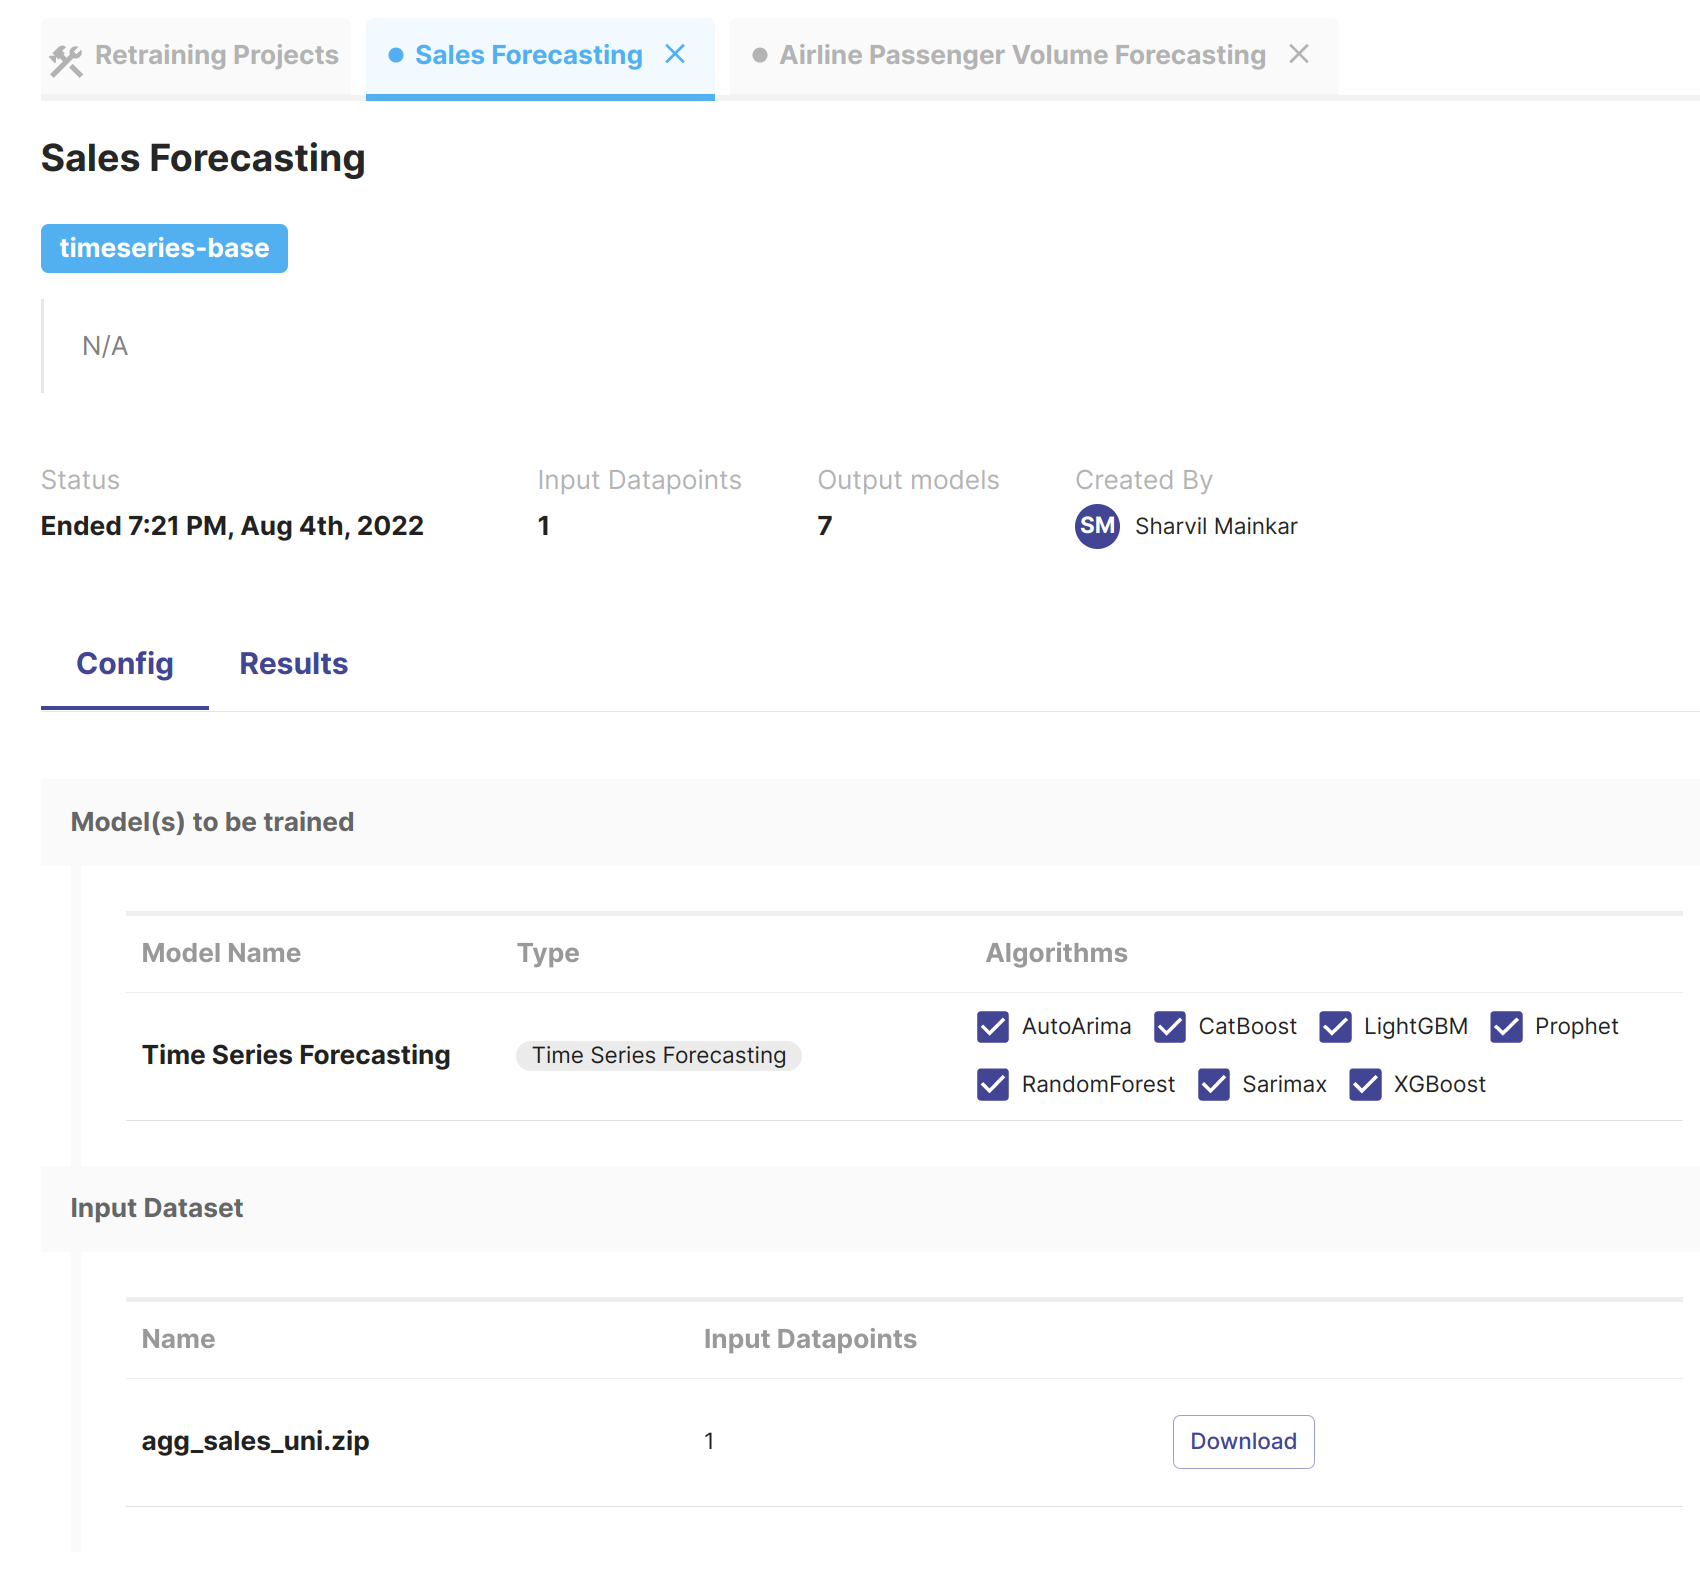 Retraining Projects Sales Forecasting Airline Passenger Volume Forecasting
Sales Forecasting
timeseries-base
N/A
Status Input Datapoints Output models Created By
Ended 7:21 PM, Aug 4th, 2022 1 7 SM Sharvil Mainkar
Config Results
Model(s) to be trained
Model Name Type Algorithms
AutoArima CatBoost LightGBM Prophet
Time Series Forecasting Time Series Forecasting
RandomForest Sarimax XGBoost
Input Dataset
Name Input Datapoints
agg_sales_uni.zip 1 Download